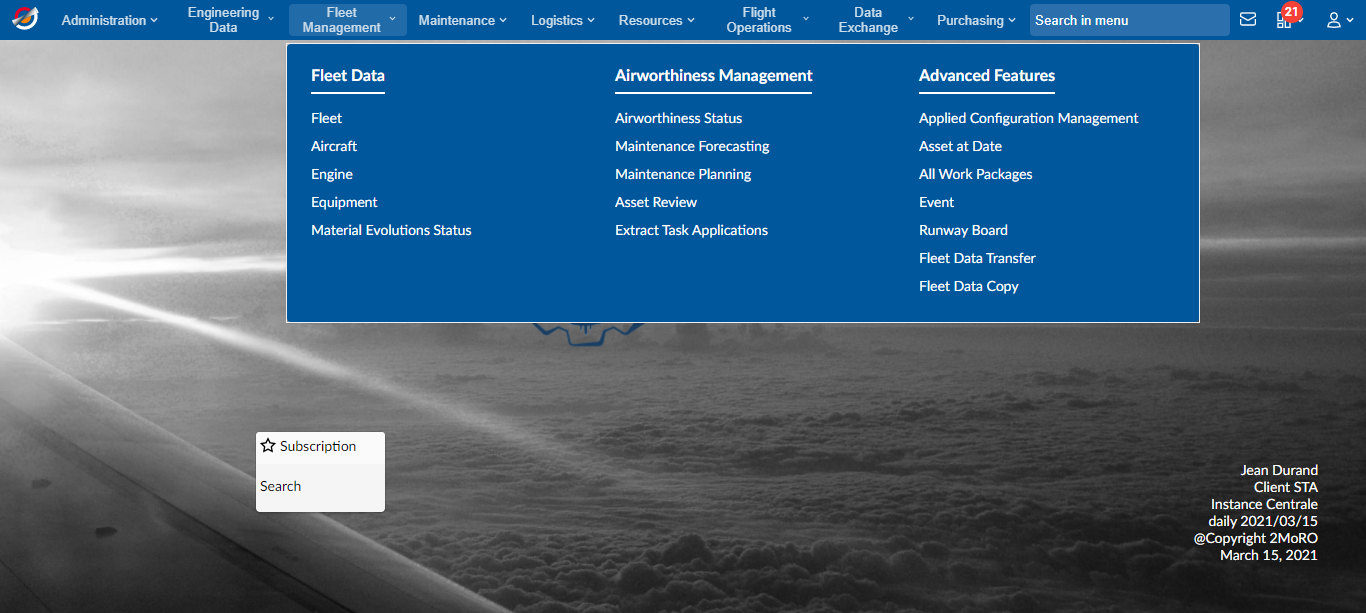 Administration
Engineering
Data
Fleet
Management
Maintenance
Logistics
Resources
Flight
Operations
Data
Exchange
Purchasing
Search in menu
21
Fleet Data
Fleet
Aircraft
Engine
Equipment
Material Evolutions Status
Airworthiness Management
Airworthiness Status
Maintenance Forecasting
Maintenance Planning
Asset Review
Extract Task Applications
Advanced Features
Applied Configuration Management
Asset at Date
All Work Packages
Event
Runway Board
Fleet Data Transfer
Fleet Data Copy
Subscription
Search
Jean Durand
Client STA
Instance Centrale
daily 2021/03/15
@Copyright 2MoRO
March 15, 2021